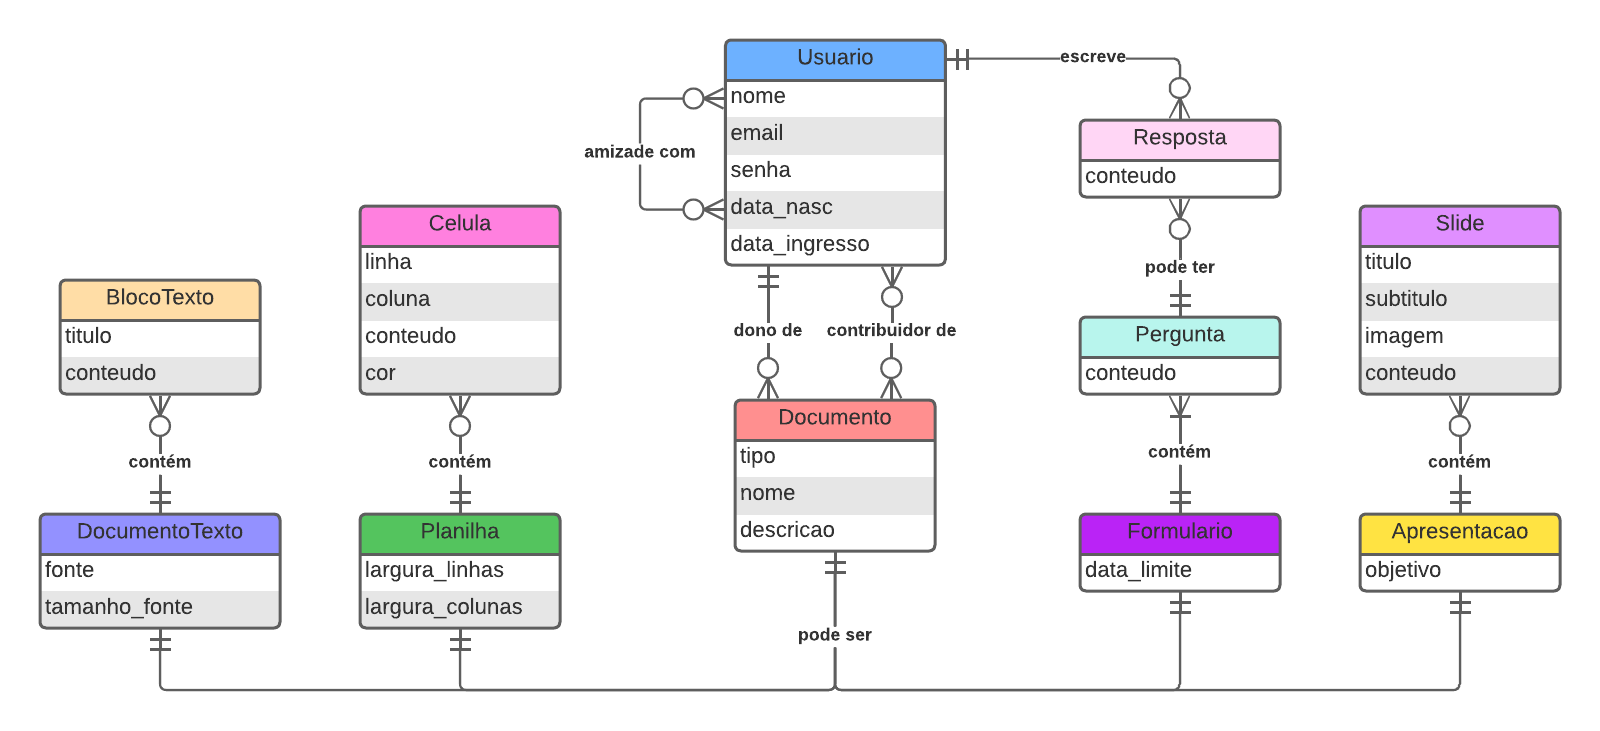 Usuario
nome
email
senha
data_nasc
data_ingresso
amizade com
escreve
Resposta
conteudo
pode ter
Pergunta
conteudo
contém
Formulario
data_limite
dono de
contribuidor de
Documento
tipo
nome
descricao
pode ser
BlocoTexto
titulo
conteudo
contém
DocumentoTexto
fonte
tamanho_fonte
Celula
linha
coluna
conteudo
cor
contém
Planilha
largura_linhas
largura_colunas
Slide
titulo
subtitulo
imagem
conteudo
contém
Apresentacao
objetivo